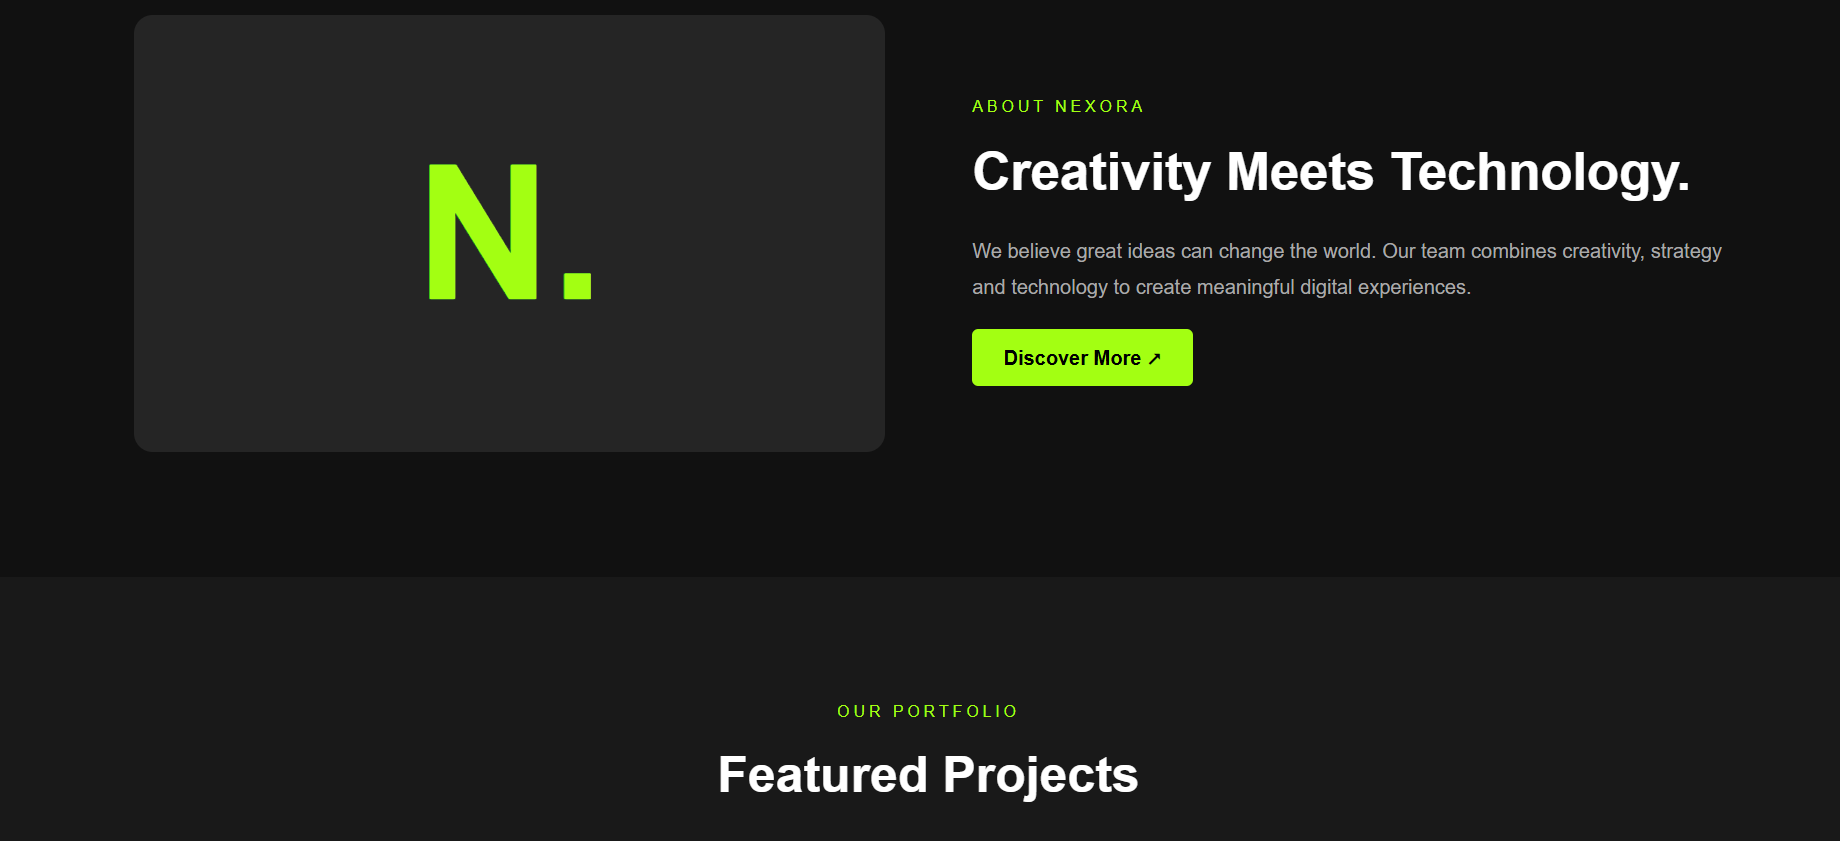 N.
ABOUT NEXORA
Creativity Meets Technology.
We believe great ideas can change the world. Our team combines creativity, strategy
and technology to create meaningful digital experiences.
Discover More ↗
OUR PORTFOLIO
Featured Projects